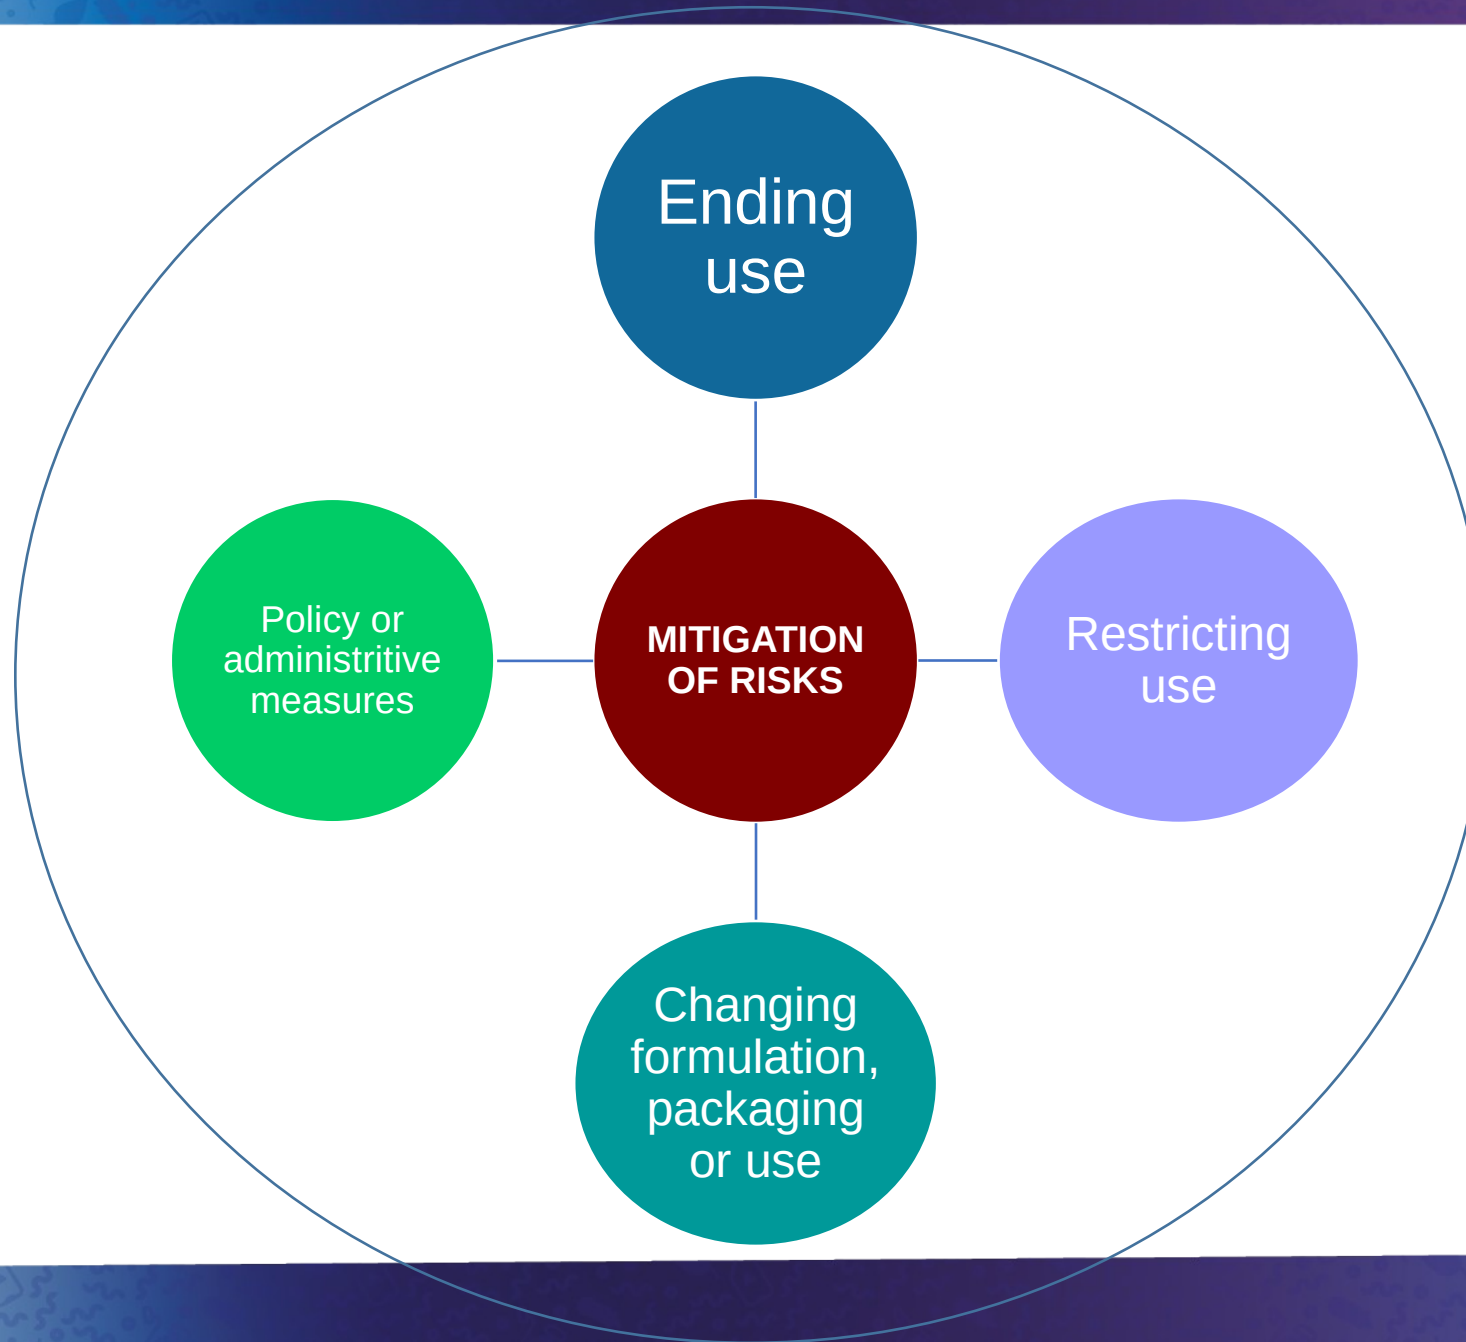 Ending
use
Policy or
administritive
measures
MITIGATION
OF RISKS
Restricting
use
Changing
formulation,
packaging
or use